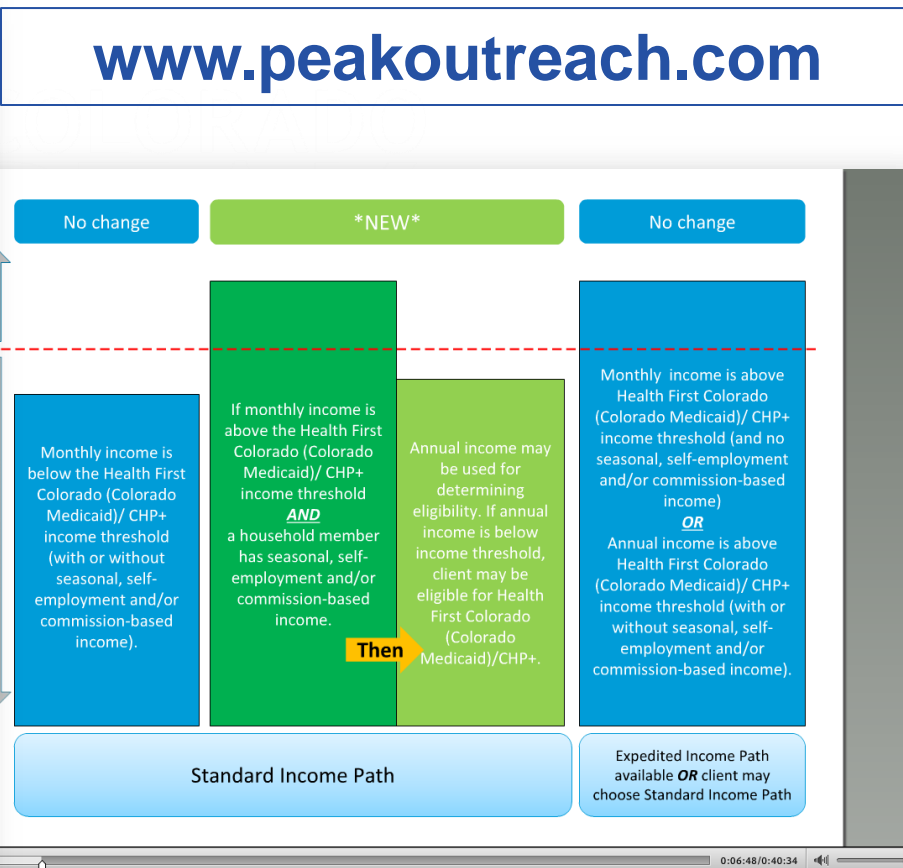 www.peakoutreach.com
No change
*NEW*
No change
Monthly income is
below the Health First
Colorado (Colorado
Medicaid)/ CHP+
income threshold
(with or without
seasonal, self-
employment and/or
commission-based
income).
If monthly income is
above the Health First
Colorado (Colorado
Medicaid)/ CHP+
income threshold
AND
a household member
has seasonal, self-
employment and/or
commission-based
income.
Then
Annual income may
be used for
determining
eligibility. If annual
income is below
income threshold,
client may be
eligible for Health
First Colorado
(Colorado
Medicaid)/CHP+.
Monthly income is above
Health First Colorado
(Colorado Medicaid)/ CHP+
income threshold (and no
seasonal, self-employment
and/or commission-based
income)
OR
Annual income is above
Health First Colorado
(Colorado Medicaid)/ CHP+
income threshold (with or
without seasonal, self-
employment and/or
commission-based income).
Standard Income Path
Expedited Income Path
available OR client may
choose Standard Income Path
0:06:48/0:40:34